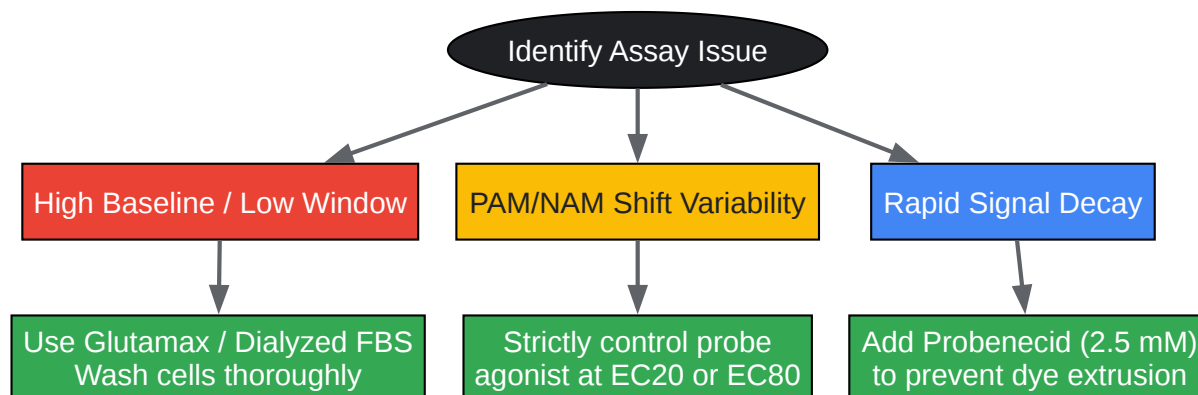 Identify Assay Issue
High Baseline / Low Window
PAM/NAM Shift Variability
Rapid Signal Decay
Use Glutamax / Dialyzed FBS
Wash cells thoroughly
Strictly control probe
agonist at EC20 or EC80
Add Probenecid (2.5 mM)
to prevent dye extrusion